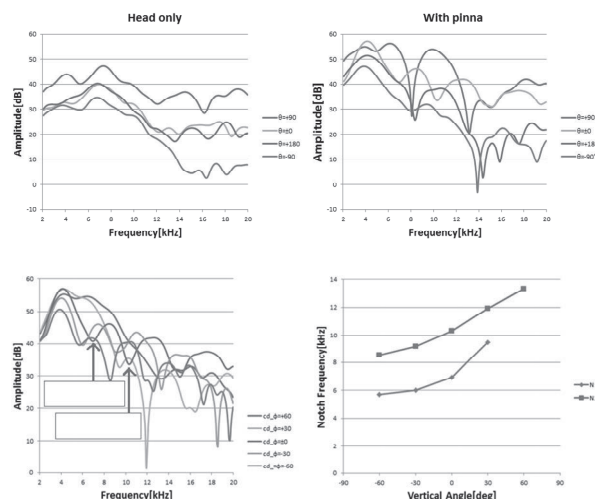 Head only
With pinna
60
50
40
30
20
10
0
-10
Amplitude[dB]
2 4 6 8 10 12 14 16 18 20
Frequency[kHz]
θ=+90
θ=±0
θ=+180
θ=-90
60
50
40
30
20
10
0
-10
Amplitude[dB]
2 4 6 8 10 12 14 16 18 20
Frequency[kHz]
θ=+90
θ=±0
θ=+18
θ=-90
60
50
40
30
20
10
0
Amplitude[dB]
2 4 6 8 10 12 14 16 18 20
Frequency[kHz]
cd_φ=+60
cd_φ=+30
cd_φ=±0
cd_φ=-30
cd_φ=-60
14
12
10
8
6
4
2
0
Notch Frequency[kHz]
-90 -60 -30 0 30 60 90
Vertical Angle[deg]
N
N